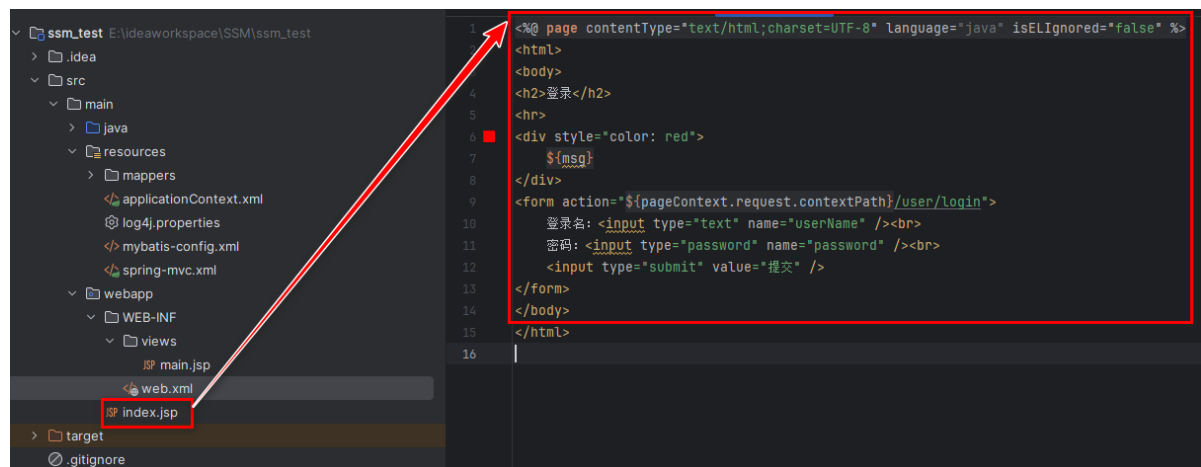 ssm_test E:\ideaworkspace\SSM\ssm_test
.idea
src
main
java
resources
mappers
applicationContext.xml
log4j.properties
mybatis-config.xml
spring-mvc.xml
webapp
WEB-INF
views
JSP main.jsp
web.xml
JSP index.jsp
target
.gitignore
1 <%@ page contentType="text/html;charset=UTF-8" language="java" isELIgnored="false" %>
<html>
<body>
4 <h2>登录</h2>
5 <hr>
6 <div style="color: red">
7 ${msg}
8 </div>
9 <form action="${pageContext.request.contextPath}/user/login">
10 登录名：<input type="text" name="userName" /><br>
11 密码：<input type="password" name="password" /><br>
12 <input type="submit" value="提交" />
13 </form>
14 </body>
15 </html>
16